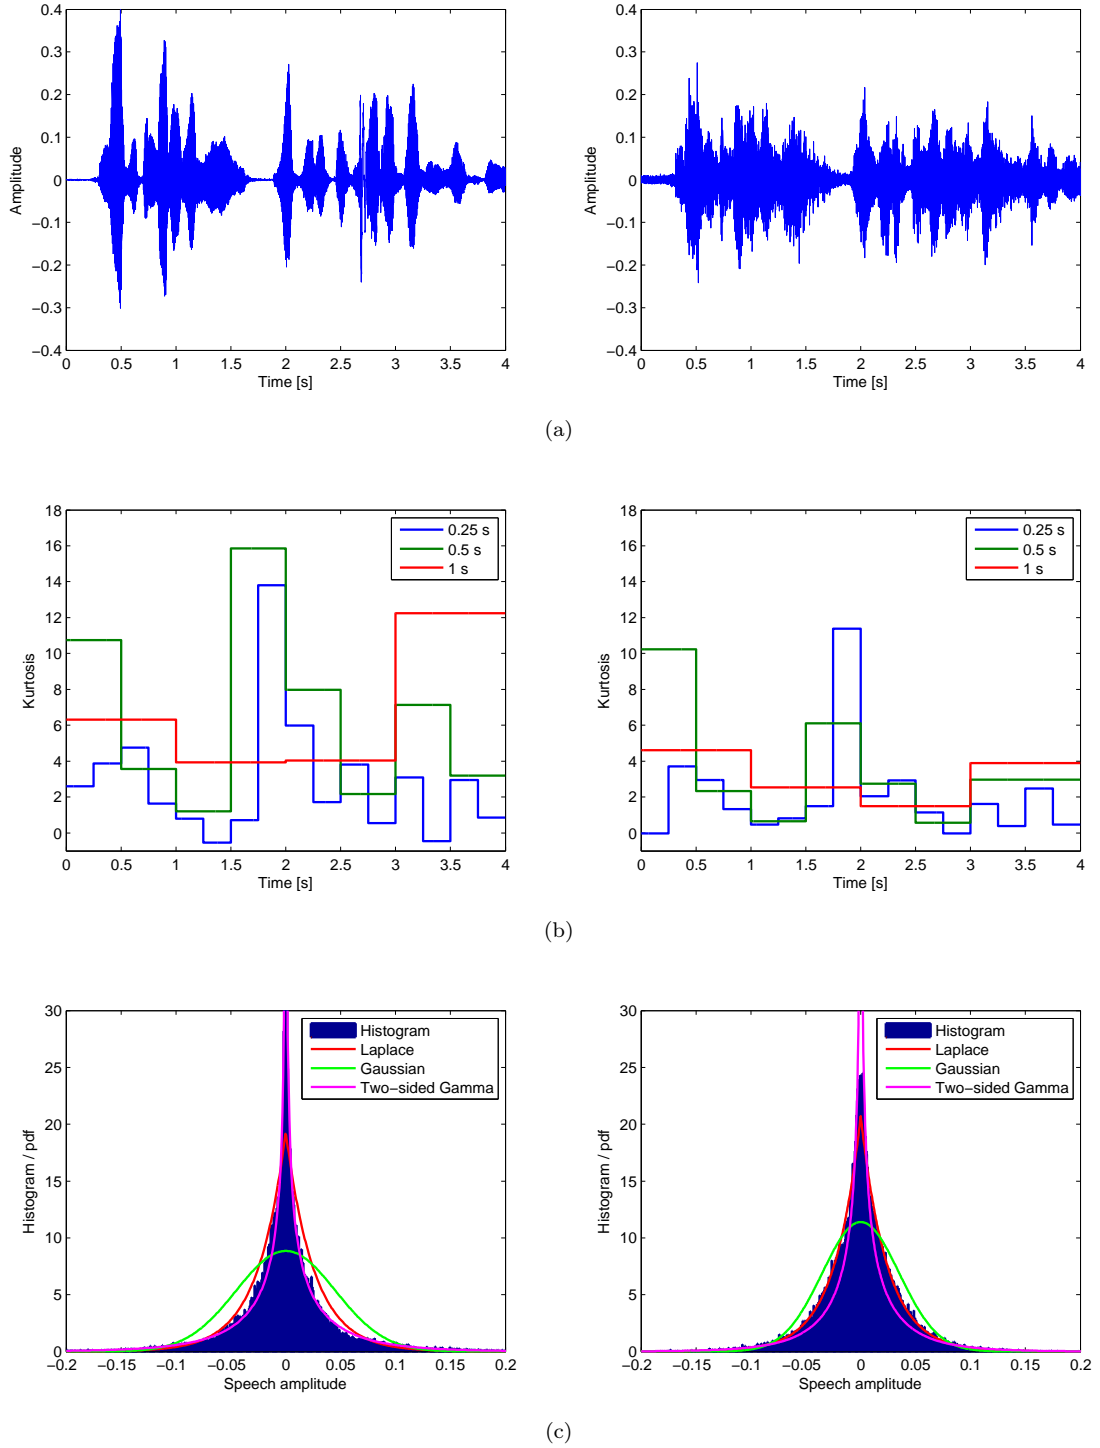 0.4
0.3
0.2
0.1
0
−0.1
−0.2
−0.3
−0.4
Amplitude
0 0.5 1 1.5 2 2.5 3 3.5 4
Time [s]
0.4
0.3
0.2
0.1
0
−0.1
−0.2
−0.3
−0.4
Amplitude
0 0.5 1 1.5 2 2.5 3 3.5 4
Time [s]
(a)
18
16
14
12
10
8
6
4
2
0
Kurtosis
0.25 s
0.5 s
1 s
0 0.5 1 1.5 2 2.5 3 3.5 4
Time [s]
18
16
14
12
10
8
6
4
2
0
Kurtosis
0.25 s
0.5 s
1 s
0 0.5 1 1.5 2 2.5 3 3.5 4
Time [s]
(b)
30
25
20
15
10
5
0
Histogram / pdf
Histogram
Laplace
Gaussian
Two−sided Gamma
−0.2 −0.15 −0.1 −0.05 0 0.05 0.1 0.15 0.2
Speech amplitude
30
25
20
15
10
5
0
Histogram / pdf
Histogram
Laplace
Gaussian
Two−sided Gamma
−0.2 −0.15 −0.1 −0.05 0 0.05 0.1 0.15 0.2
Speech amplitude
(c)